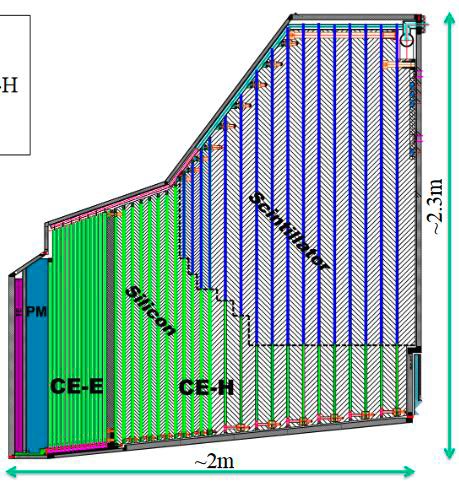 -H
Scintillator
~2.3m
Silicon
PM
CE-E
CE-H
~2m